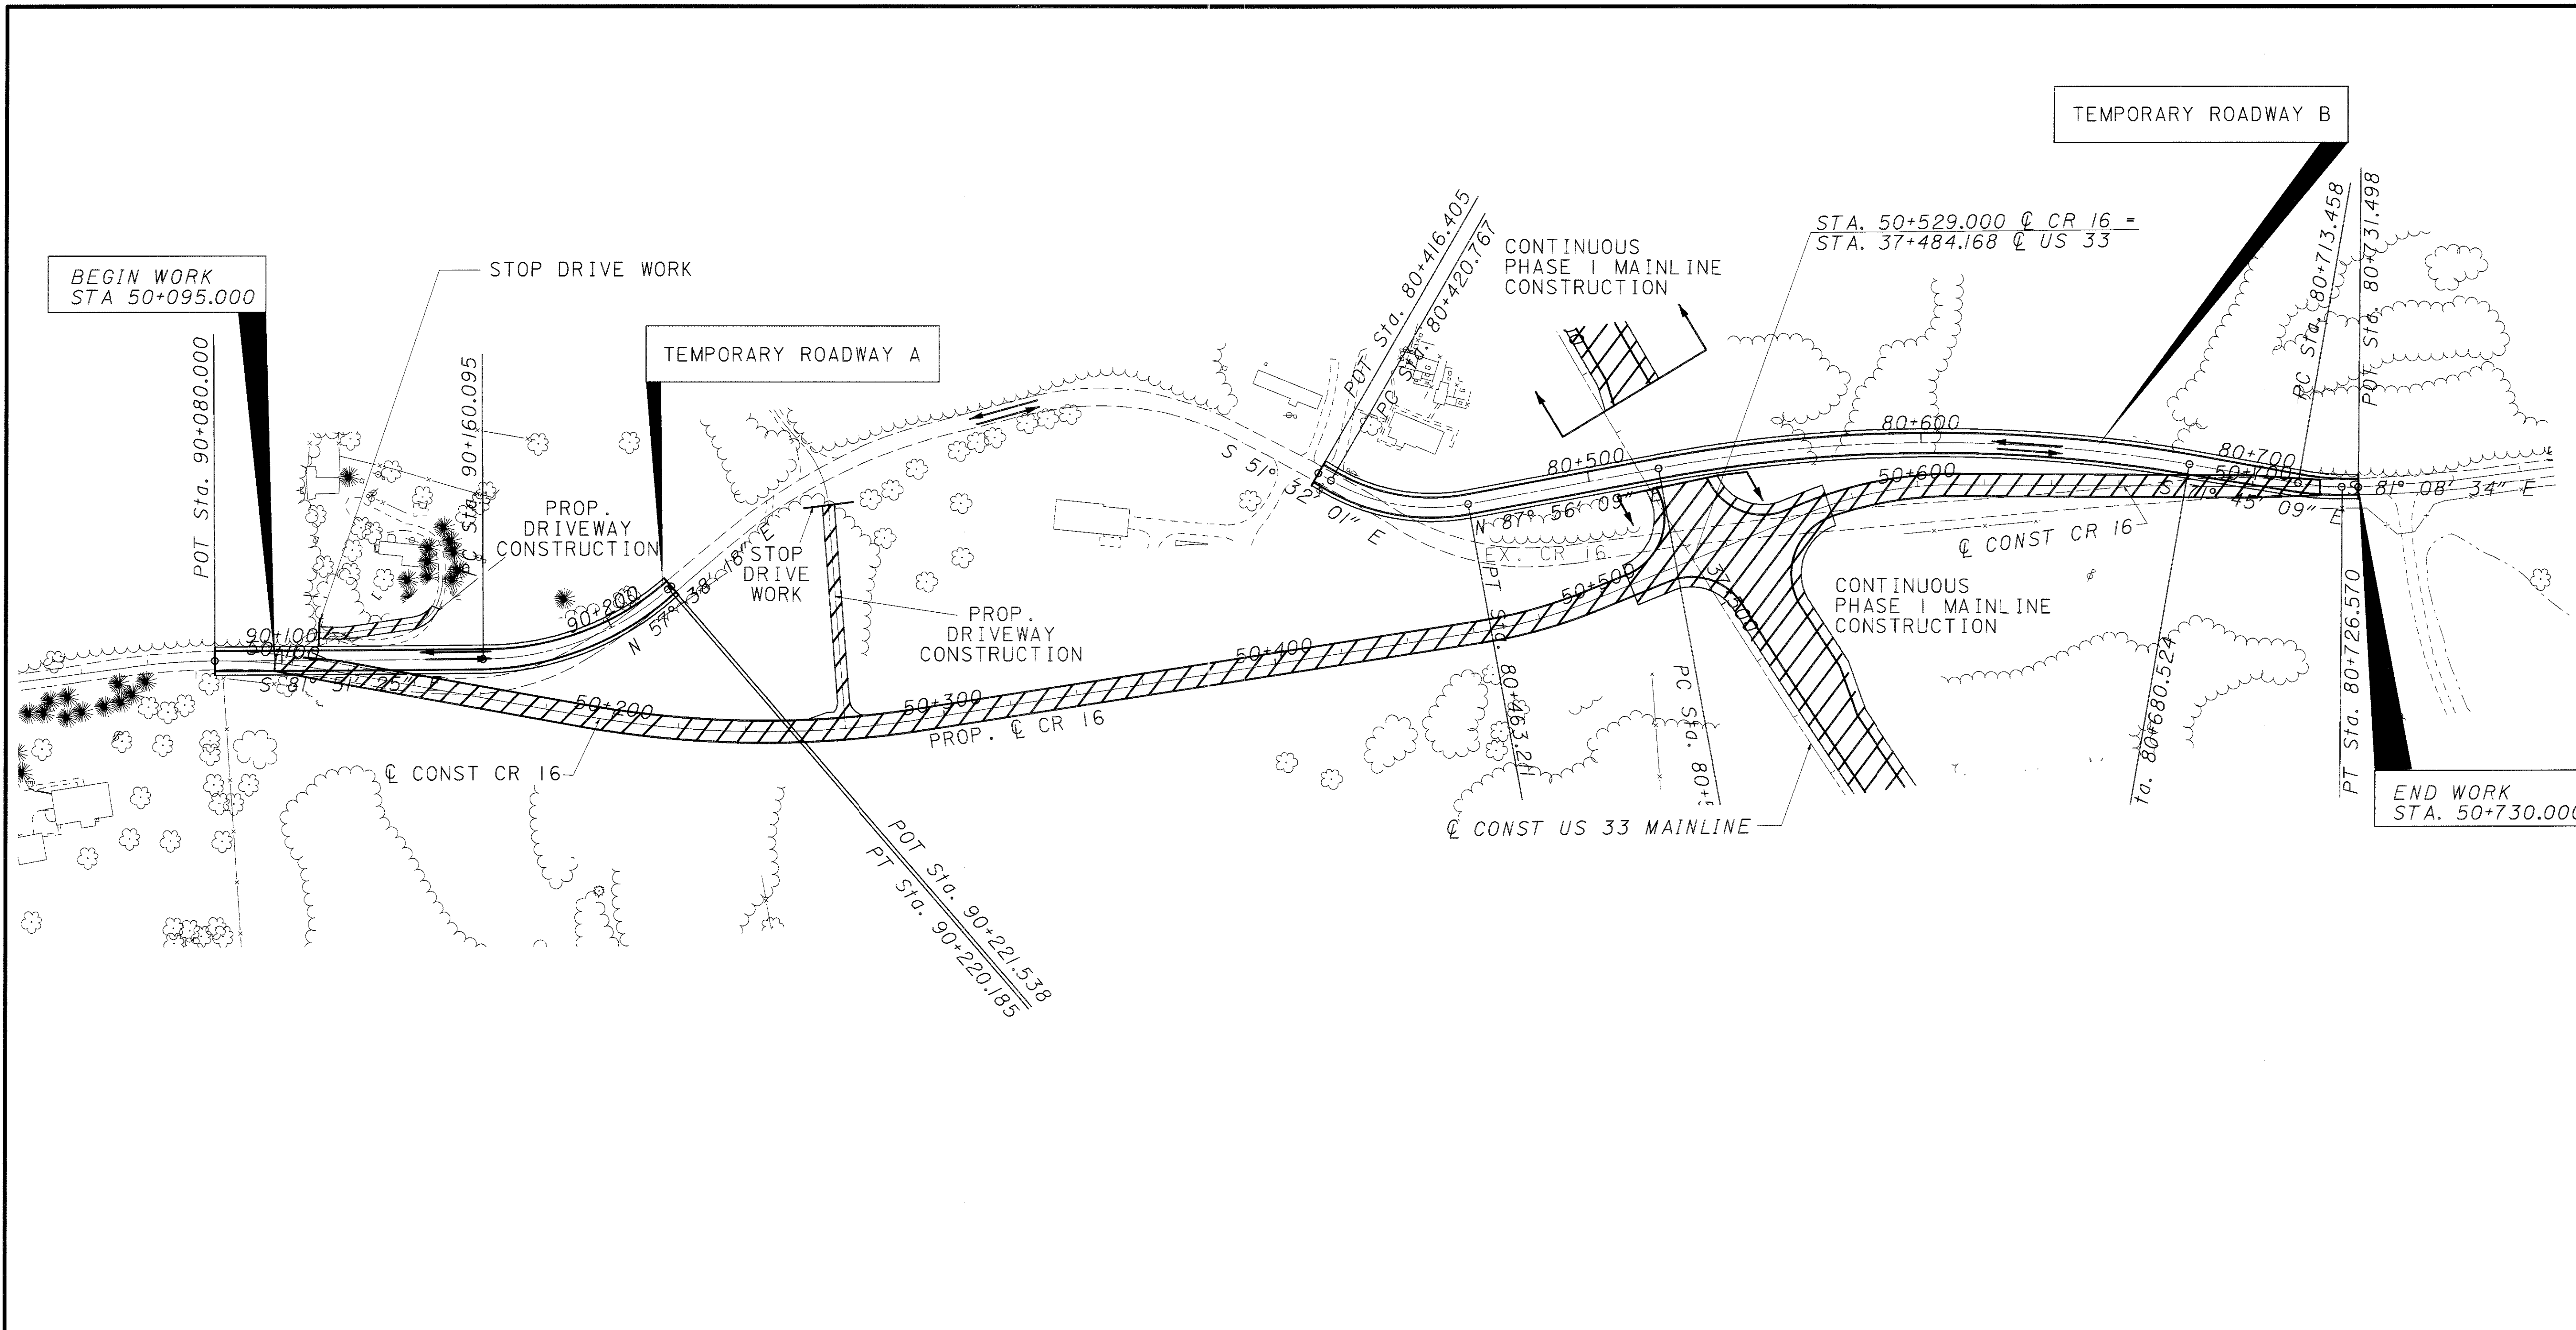 TEMPORARY ROADWAY B
BEGIN WORK
STA 50+095.000
STOP DRIVE WORK
TEMPORARY ROADWAY A
POT Sta. 90+080.000
PC Sta. 90+160.095
PROP.
DRIVEWAY
CONSTRUCTION
POT Sta. 80+416.405
PC Sta. 80+420.767
CONTINUOUS
PHASE I MAINLINE
CONSTRUCTION
STA. 50+529.000 ℄ CR 16 =
STA. 37+484.168 ℄ US 33
PC Sta. 80+713.458
POT Sta. 80+731.498
90+100
50+100
S 81° 51' 25" E
90+200
N 57° 38' 18" E
STOP
DRIVE
WORK
PROP.
DRIVEWAY
CONSTRUCTION
50+200
50+300
50+400
50+500
PROP. ℄ CR 16
℄ CONST CR 16
S 51° 32' 01" E
80+500
N 87° 56' 09" E
EX. CR 16
80+600
50+600
80+700
50+700
S 71° 45' 09" E
81° 08' 34" E
℄ CONST CR 16
37+500
CONTINUOUS
PHASE I MAINLINE
CONSTRUCTION
PT Sta. 80+463.211
PC Sta. 80+5
ta. 80+680.524
PT Sta. 80+726.570
℄ CONST US 33 MAINLINE
END WORK
STA. 50+730.000
POT Sta. 90+221.538
PT Sta. 90+220.185